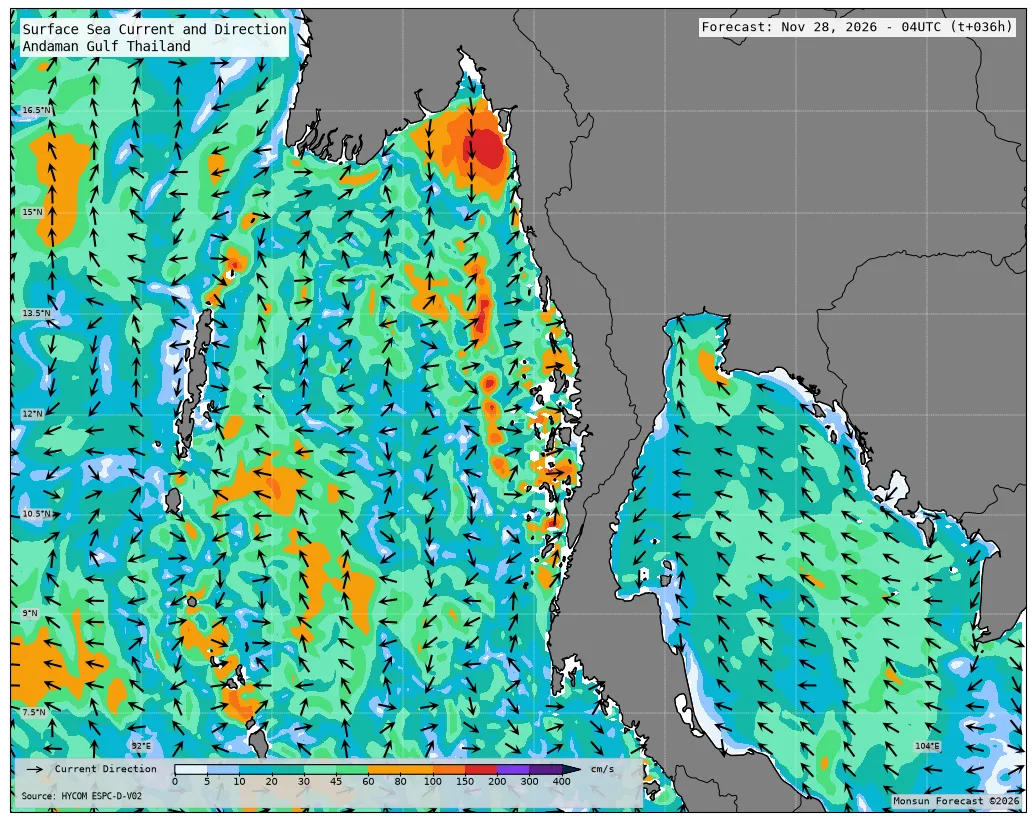 Surface Sea Current and Direction
Andaman Gulf Thailand
Forecast: Nov 28, 2026 - 04UTC (t+036h)
16.5°N
15°N
13.5°N
12°N
10.5°N
9°N
7.5°N
92°E
104°E
Current Direction
0 5 10 20 30 45 60 80 100 150 200 300 400
cm/s
Source: HYCOM ESPC-D-V02
Monsun Forecast ©2026